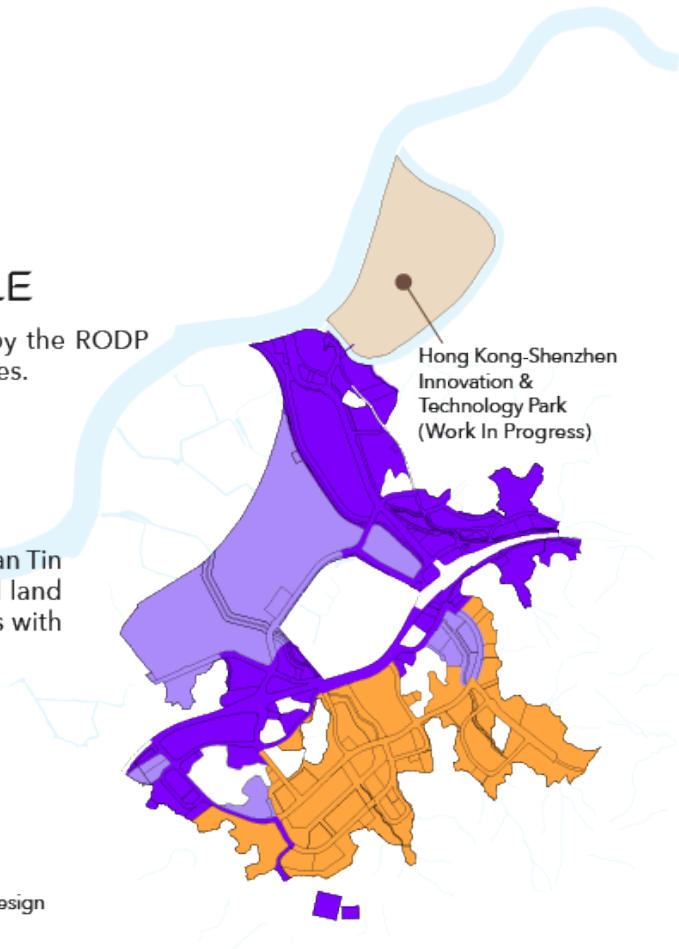 LE
by the RODP
es.
Hong Kong-Shenzhen
Innovation &
Technology Park
(Work In Progress)
an Tin
l land
s with
esign